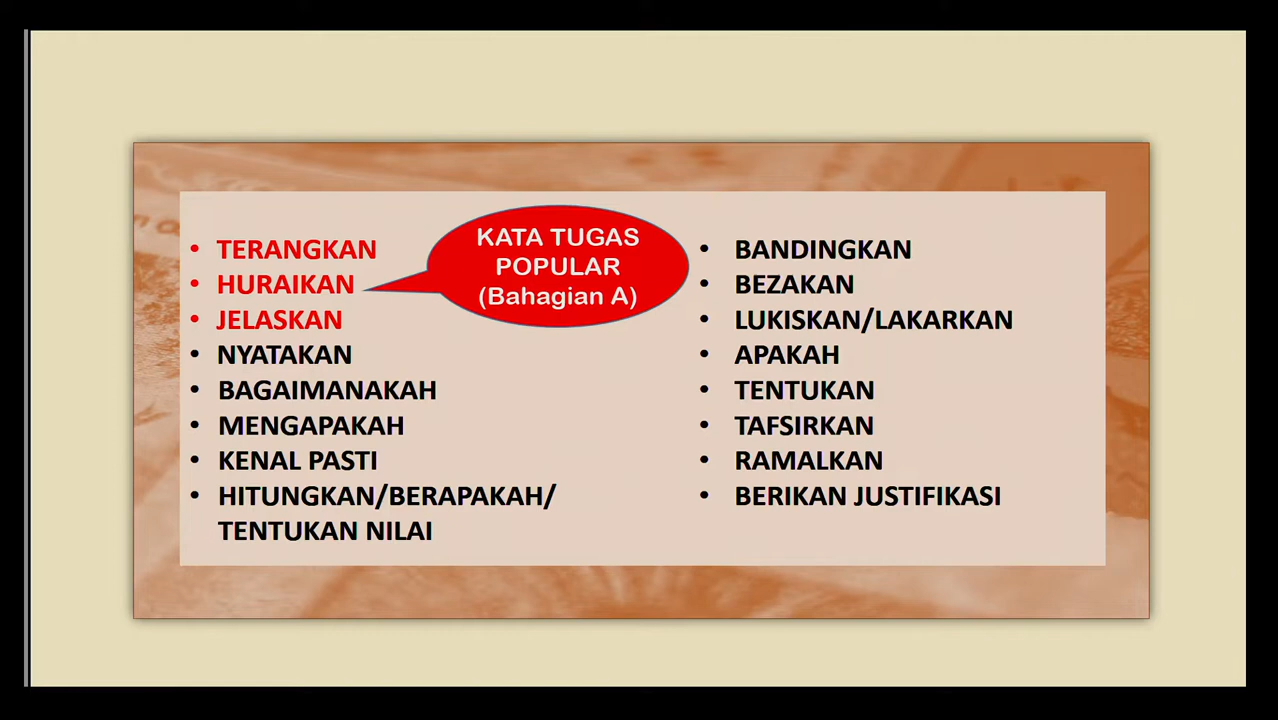 • TERANGKAN
• HURAIKAN
• JELASKAN
• NYATAKAN
• BAGAIMANAKAH
• MENGAPAKAH
• KENAL PASTI
• HITUNGKAN/BERAPAKAH/
TENTUKAN NILAI
KATA TUGAS
POPULAR
(Bahagian A)
• BANDINGKAN
• BEZAKAN
• LUKISKAN/LAKARKAN
• APAKAH
• TENTUKAN
• TAFSIRKAN
• RAMALKAN
• BERIKAN JUSTIFIKASI